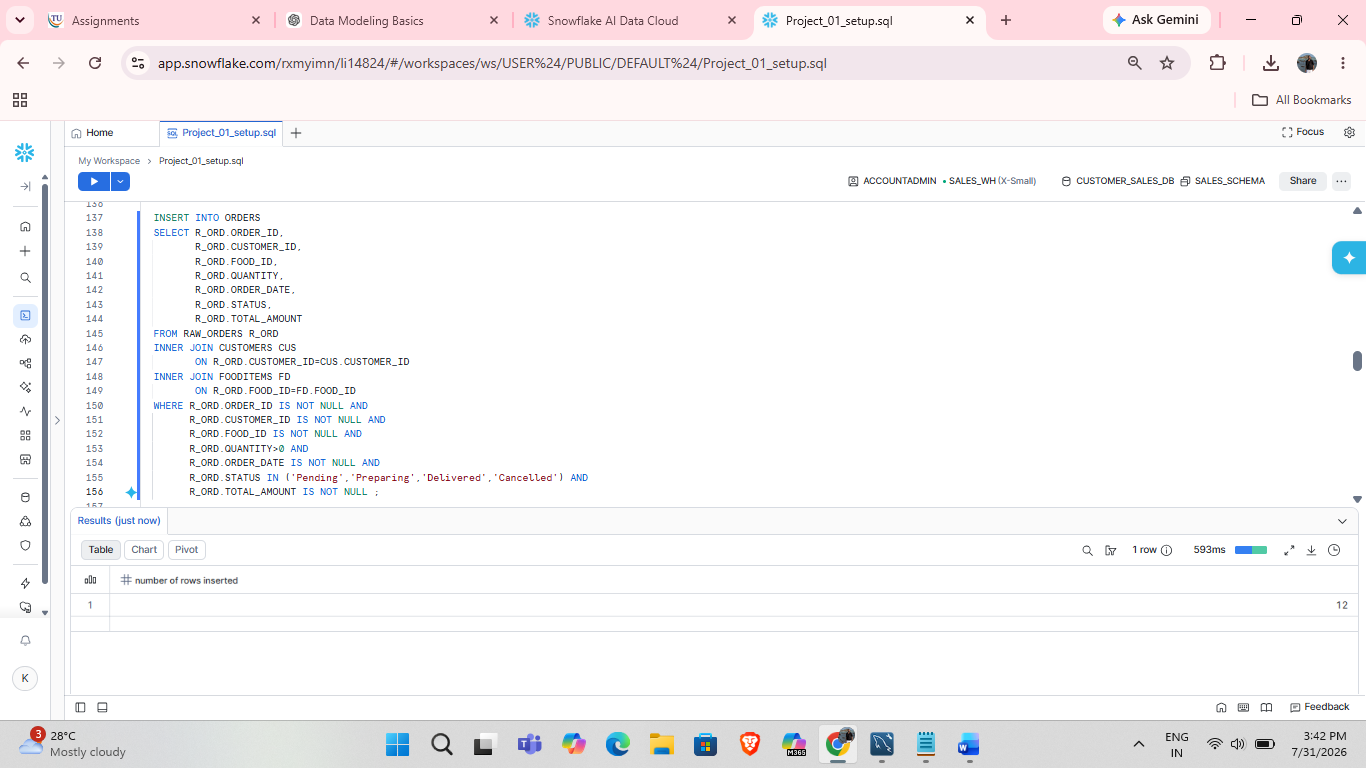 Assignments
Data Modeling Basics
Snowflake AI Data Cloud
Project_01_setup.sql
Ask Gemini
app.snowflake.com/rxmyimn/li14824/#/workspaces/ws/USER%24/PUBLIC/DEFAULT%24/Project_01_setup.sql
All Bookmarks
Home
Project_01_setup.sql
Focus
My Workspace > Project_01_setup.sql
ACCOUNTADMIN • SALES_WH (X-Small)
CUSTOMER_SALES_DB
SALES_SCHEMA
Share
136
137 INSERT INTO ORDERS
138 SELECT R_ORD.ORDER_ID,
139 R_ORD.CUSTOMER_ID,
140 R_ORD.FOOD_ID,
141 R_ORD.QUANTITY,
142 R_ORD.ORDER_DATE,
143 R_ORD.STATUS,
144 R_ORD.TOTAL_AMOUNT
145 FROM RAW_ORDERS R_ORD
146 INNER JOIN CUSTOMERS CUS
147 ON R_ORD.CUSTOMER_ID=CUS.CUSTOMER_ID
148 INNER JOIN FOODITEMS FD
149 ON R_ORD.FOOD_ID=FD.FOOD_ID
150 WHERE R_ORD.ORDER_ID IS NOT NULL AND
151 R_ORD.CUSTOMER_ID IS NOT NULL AND
152 R_ORD.FOOD_ID IS NOT NULL AND
153 R_ORD.QUANTITY>0 AND
154 R_ORD.ORDER_DATE IS NOT NULL AND
155 R_ORD.STATUS IN ('Pending','Preparing','Delivered','Cancelled') AND
156 R_ORD.TOTAL_AMOUNT IS NOT NULL ;
157
Results (just now)
Table Chart Pivot
1 row
593ms
# number of rows inserted
1 12
K
Feedback
3
28°C
Mostly cloudy
M365
ENG
IN
3:42 PM
7/31/2026